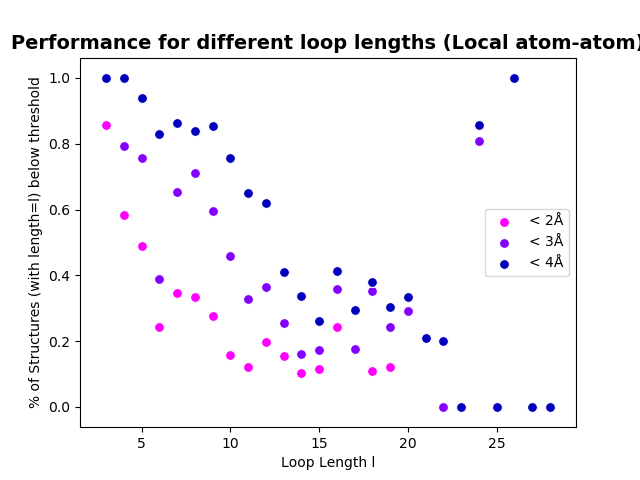 Performance for different loop lengths (Local atom-atom)
% of Structures (with length=l) below threshold
1.0
0.8
0.6
0.4
0.2
0.0
< 2Å
< 3Å
< 4Å
5 10 15 20 25
Loop Length l